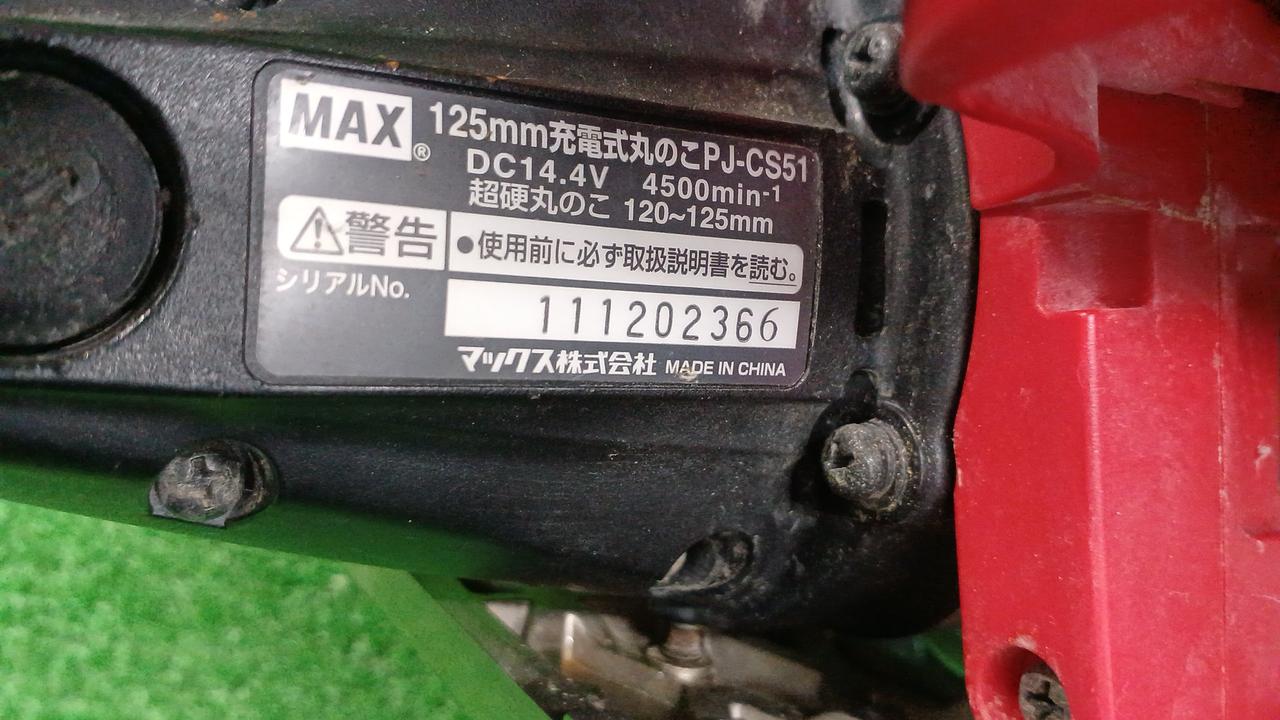 MAX® 125mm充電式丸のこPJ-CS51
DC14.4V 4500min-1
超硬丸のこ 120~125mm
警告 ●使用前に必ず取扱説明書を読む。
シリアルNo. 111202366
マックス株式会社 MADE IN CHINA